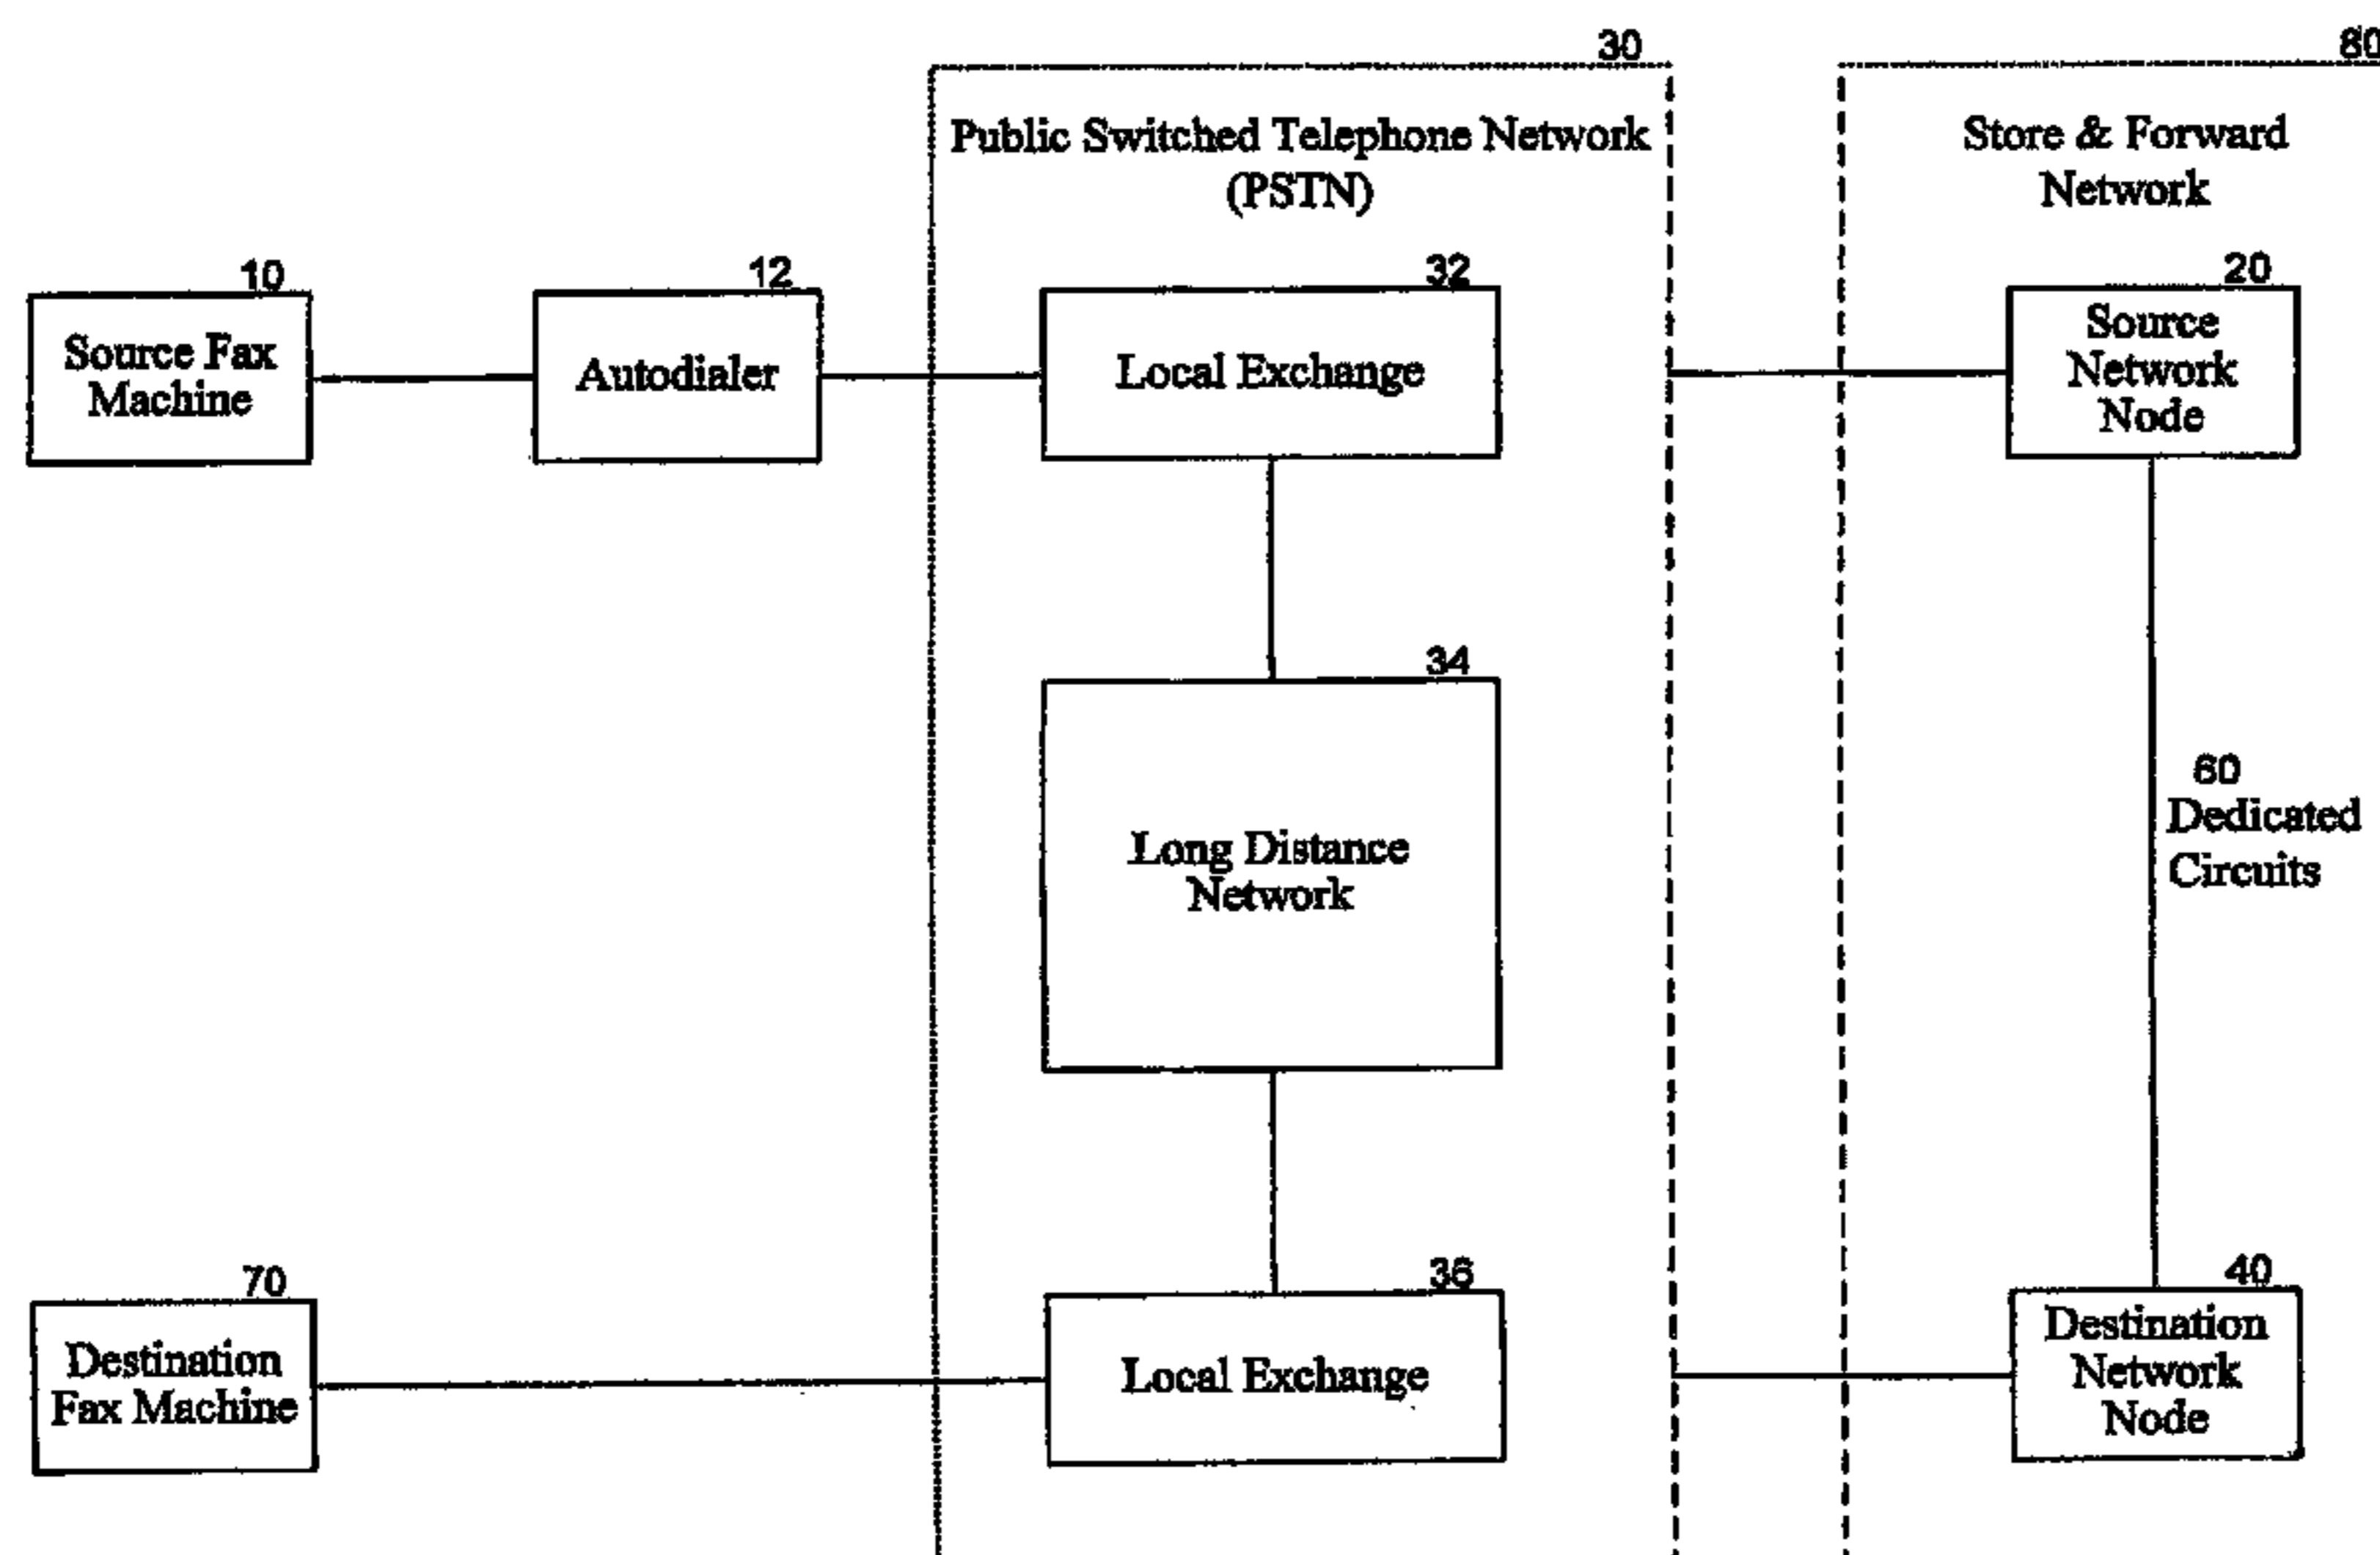 30
80
Public Switched Telephone Network
(PSTN)
Store & Forward
Network
10
Source Fax
Machine
12
Autodialer
32
Local Exchange
20
Source
Network
Node
34
Long Distance
Network
60
Dedicated
Circuits
70
Destination
Fax Machine
36
Local Exchange
40
Destination
Network
Node